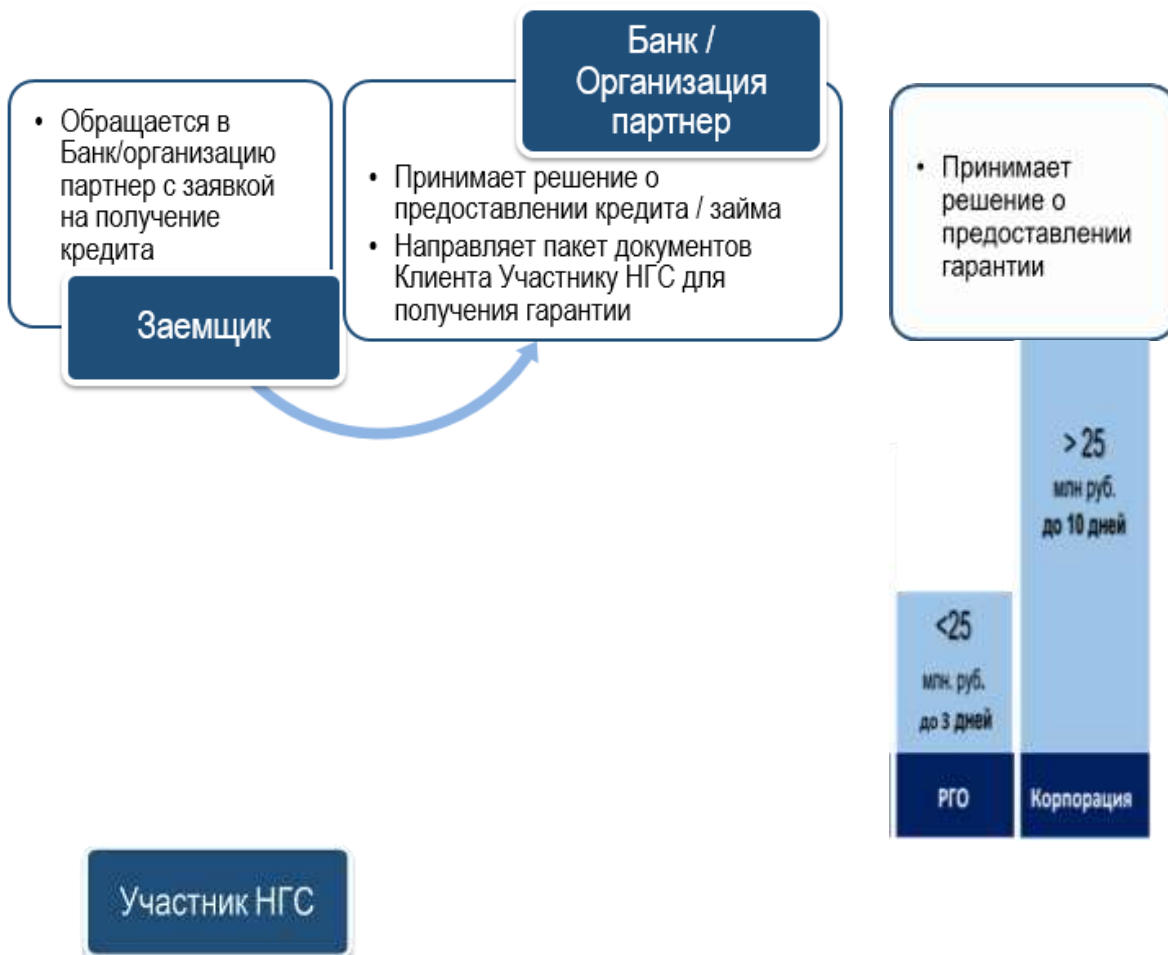 • Обращается в
Банк/организацию
партнер с заявкой
на получение
кредита
Заемщик
Банк /
Организация
партнер
• Принимает решение о
предоставлении кредита / займа
• Направляет пакет документов
Клиента Участнику НГС для
получения гарантии
• Принимает
решение о
предоставлении
гарантии
<25
млн. руб.
до 3 дней
РГО
> 25
млн руб.
до 10 дней
Корпорация
Участник НГС